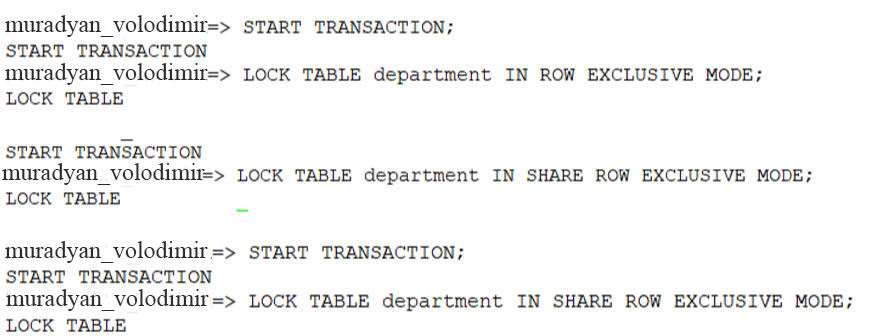 muradyan_volodimir=> START TRANSACTION;
START TRANSACTION
muradyan_volodimir=> LOCK TABLE department IN ROW EXCLUSIVE MODE;
LOCK TABLE
START TRANSACTION
muradyan_volodimir=> LOCK TABLE department IN SHARE ROW EXCLUSIVE MODE;
LOCK TABLE
muradyan_volodimir=> START TRANSACTION;
START TRANSACTION
muradyan_volodimir=> LOCK TABLE department IN SHARE ROW EXCLUSIVE MODE;
LOCK TABLE